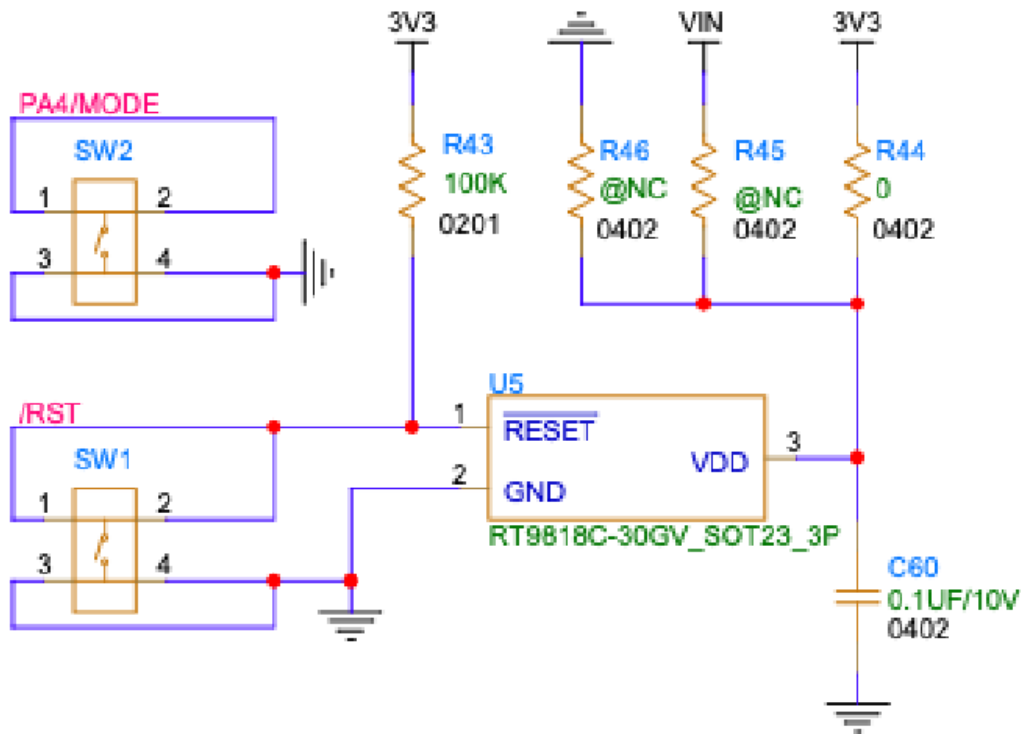 3V3
VIN
3V3
PA4/MODE
SW2
1 2
3 4
R43
100K
0201
R46
@NC
0402
R45
@NC
0402
R44
0
0402
/RST
SW1
1 2
3 4
U5
1
RESET
2
GND
VDD
3
RT9818C-30GV_SOT23_3P
C60
0.1UF/10V
0402